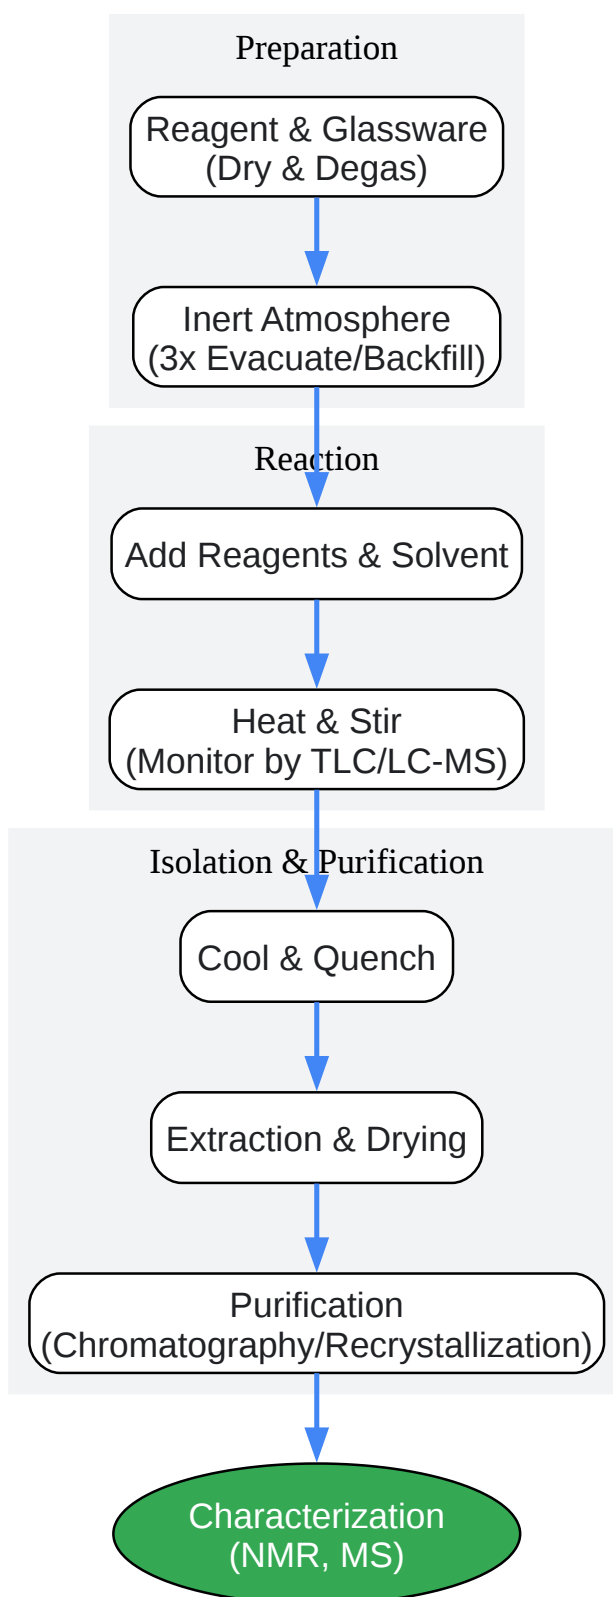 Preparation
Reagent & Glassware
(Dry & Degas)
Inert Atmosphere
(3x Evacuate/Backfill)
Reaction
Add Reagents & Solvent
Heat & Stir
(Monitor by TLC/LC-MS)
Isolation & Purification
Cool & Quench
Extraction & Drying
Purification
(Chromatography/Recrystallization)
Characterization
(NMR, MS)